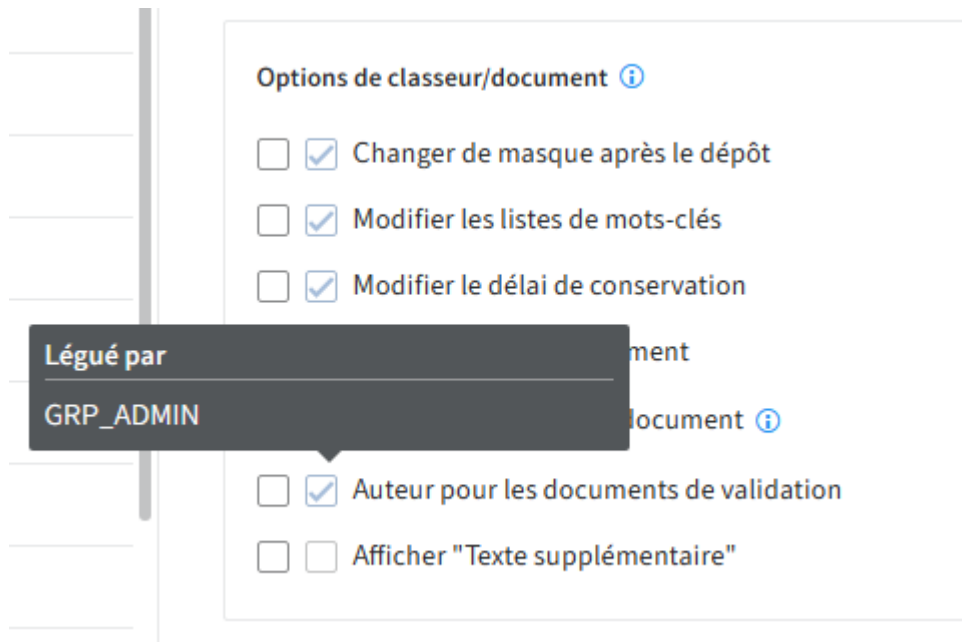 Options de classeur/document
Changer de masque après le dépôt
Modifier les listes de mots-clés
Modifier le délai de conservation
Légué par
GRP_ADMIN
document
Auteur pour les documents de validation
Afficher "Texte supplémentaire"